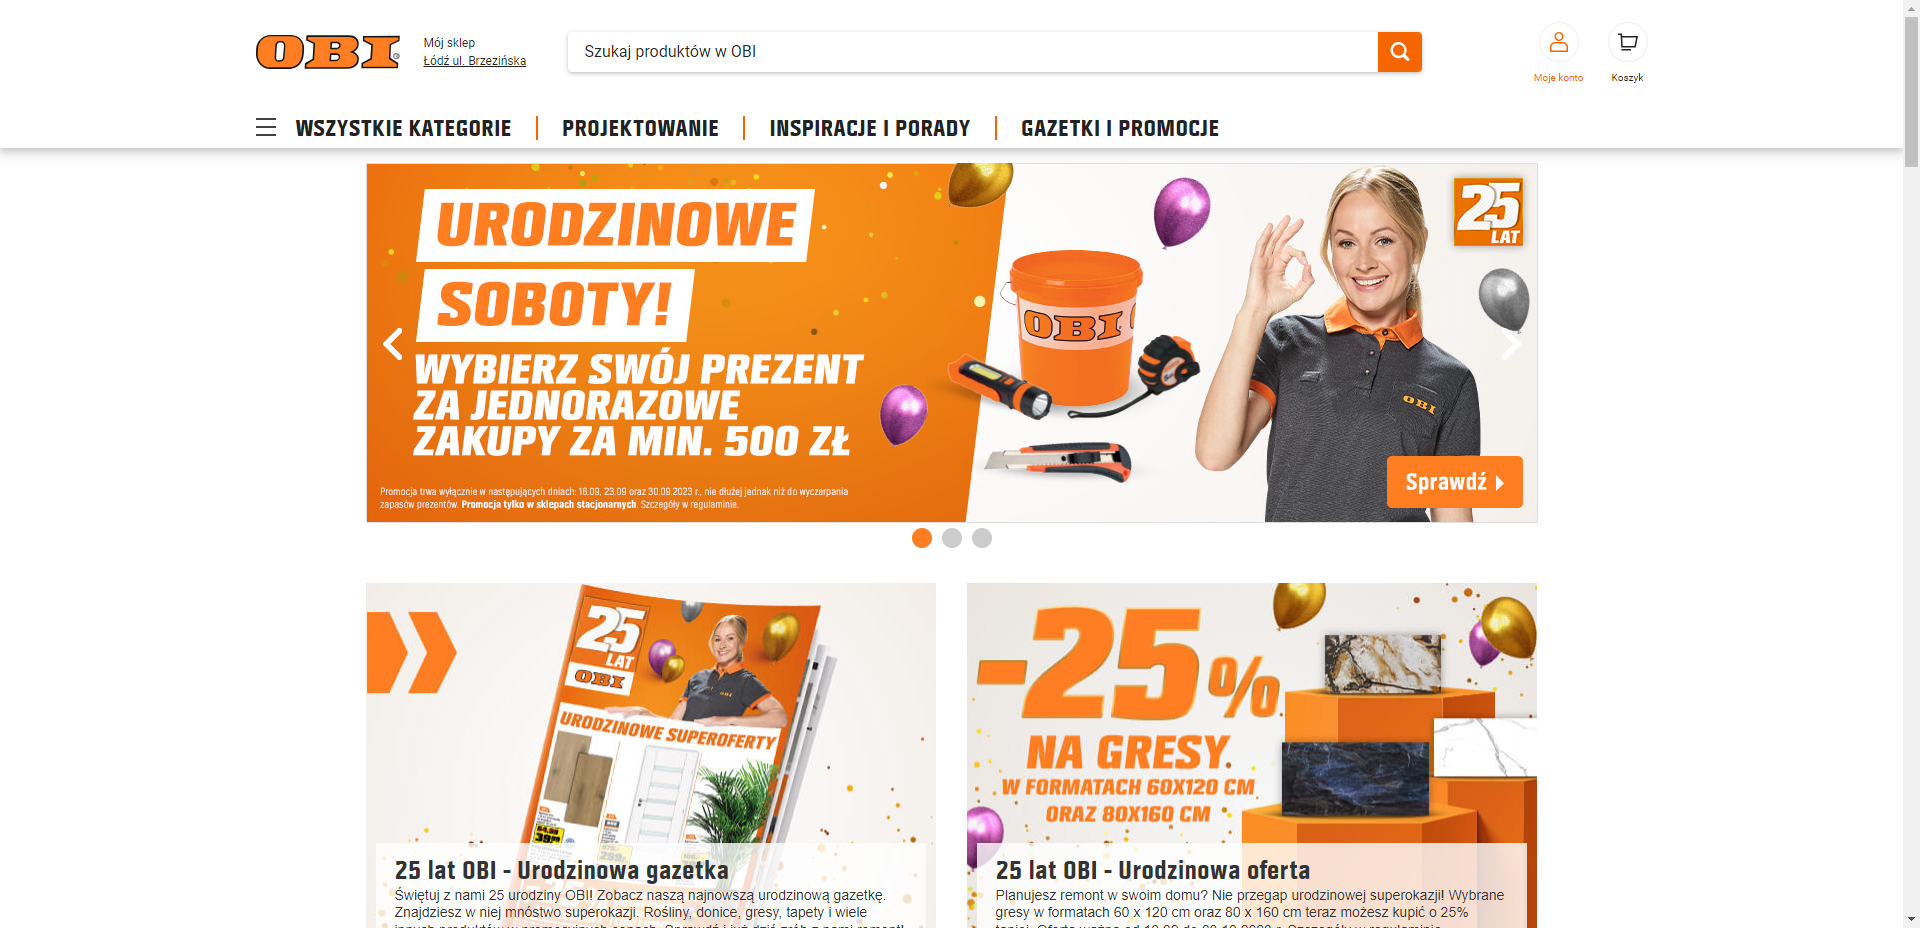 OBI
Mój sklep
Łódź ul. Brzezińska
Szukaj produktów w OBI
Moje konto
Koszyk
WSZYSTKIE KATEGORIE
PROJEKTOWANIE
INSPIRACJE I PORADY
GAZETKI I PROMOCJE
URODZINOWE
SOBOTY!
WYBIERZ SWÓJ PREZENT
ZA JEDNORAZOWE
ZAKUPY ZA MIN. 500 ZŁ
Promocja trwa wyłącznie w następujących dniach: 16.09, 23.09 oraz 30.09.2023 r., nie dłużej jednak niż do wyczerpania
zapasów prezentów. Promocja tylko w sklepach stacjonarnych. Szczegóły w regulaminie.
OBI
OBI
25
LAT
Sprawdź
25
LAT
OBI
OBI
URODZINOWE SUPEROFERTY
25 lat OBI - Urodzinowa gazetka
Świętuj z nami 25 urodziny OBI! Zobacz naszą najnowszą urodzinową gazetkę.
Znajdziesz w niej mnóstwo superokazji. Rośliny, donice, gresy, tapety i wiele
-25%
NA GRESY
W FORMATACH 60X120 CM
ORAZ 80X160 CM
25 lat OBI - Urodzinowa oferta
Planujesz remont w swoim domu? Nie przegap urodzinowej superokazji! Wybrane
gresy w formatach 60 x 120 cm oraz 80 x 160 cm teraz możesz kupić o 25%